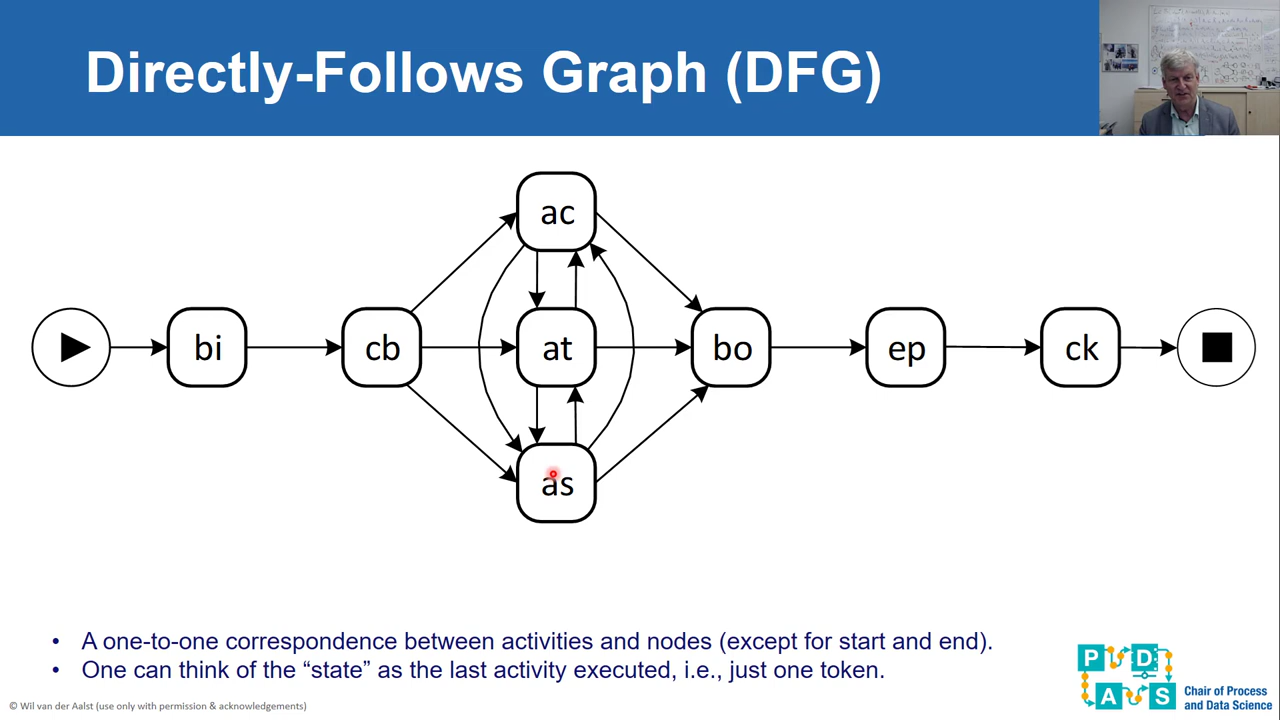 Directly-Follows Graph (DFG)
ac
bi
cb
at
bo
ep
ck
as
• A one-to-one correspondence between activities and nodes (except for start and end).
• One can think of the “state” as the last activity executed, i.e., just one token.
P D
A S
Chair of Process
and Data Science
© Wil van der Aalst (use only with permission & acknowledgements)